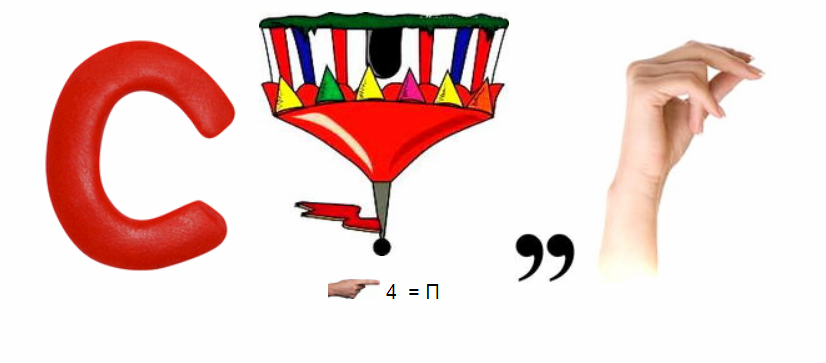 С ,,
4 = П